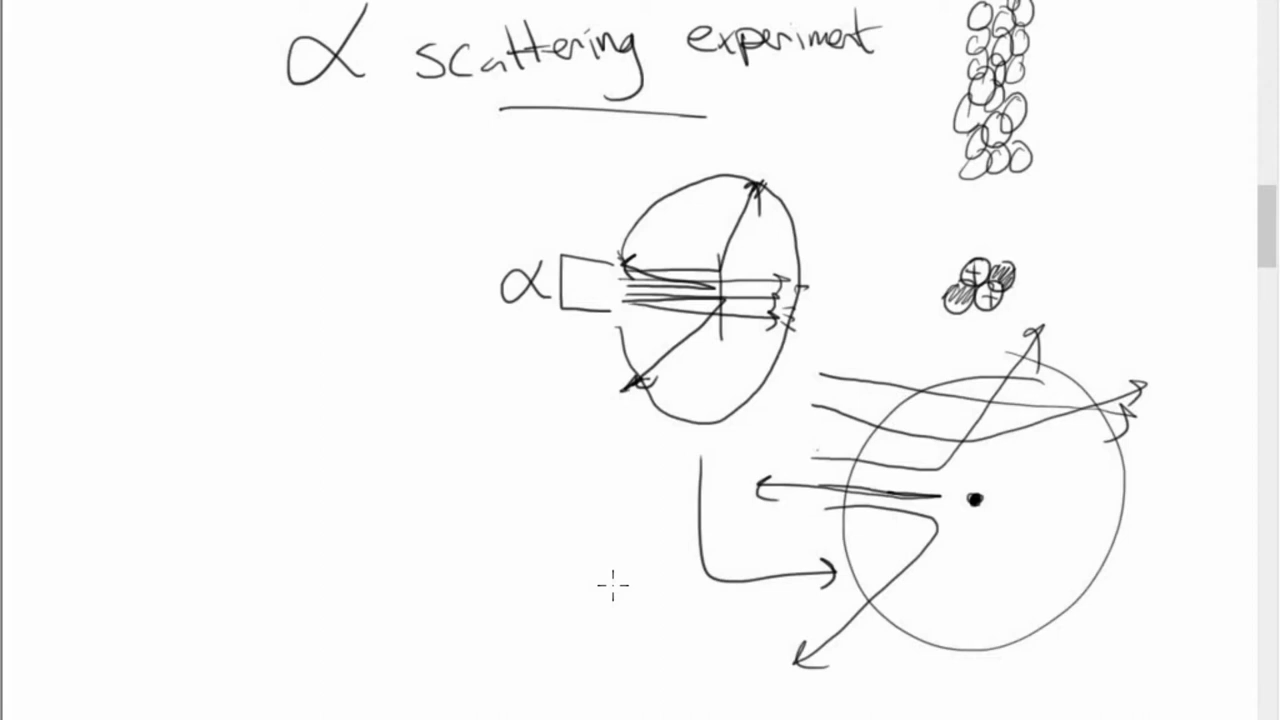 α scattering experiment
α
+
+